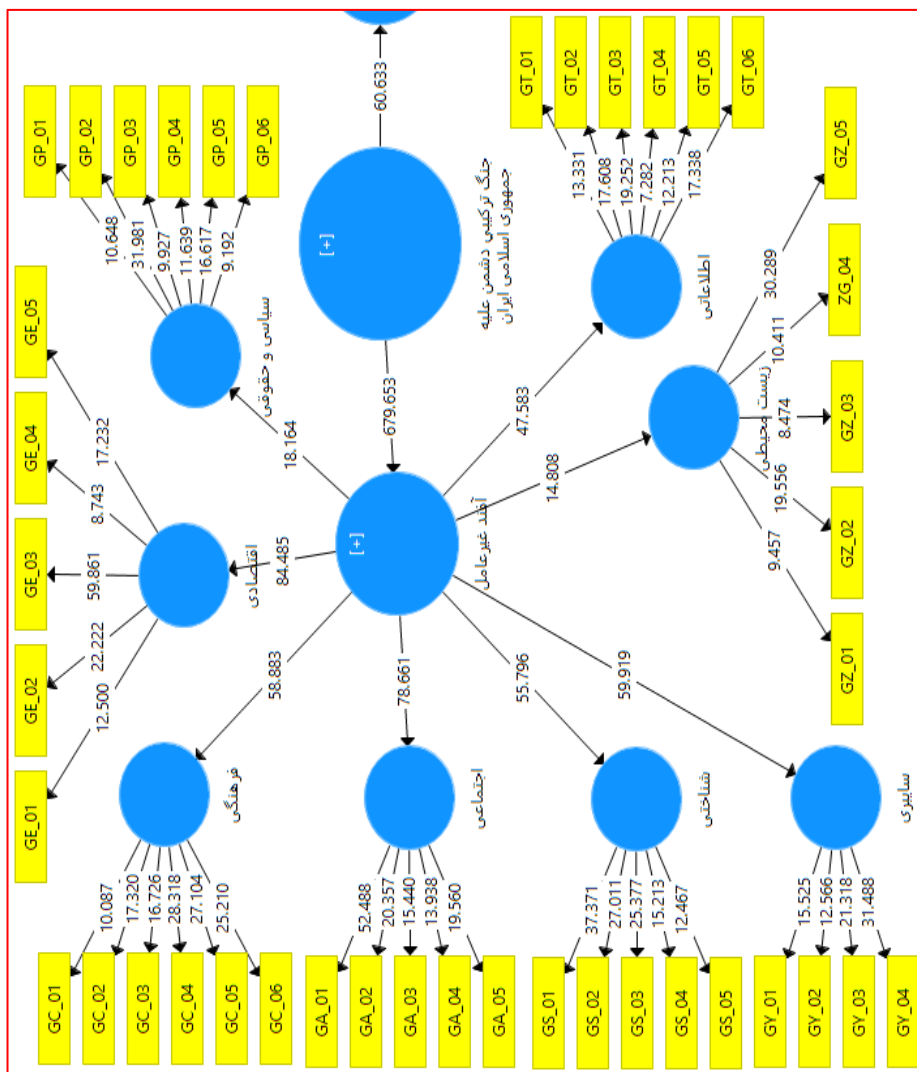 60.633
GP_01
GP_02
GP_03
GP_04
GP_05
GP_06
10.648
31.981
9.927
11.639
16.617
9.192
سیاسی و حقوقی
[+]
جنگ ترکیبی دشمن علیه
جمهوری اسلامی ایران
GT_01
GT_02
GT_03
GT_04
GT_05
GT_06
13.331
17.608
19.252
7.282
12.213
17.338
اطلاعاتی
GE_05
GE_04
GE_03
GE_02
GE_01
17.232
8.743
59.861
22.222
12.500
اقتصادی
18.164
679.653
47.583
84.485
[+]
آفند غیرعامل
14.808
58.883
78.661
55.796
59.919
زیست محیطی
GZ_05
ZG_04
GZ_03
GZ_02
GZ_01
30.289
10.411
8.474
19.556
9.457
فرهنگی
10.087
17.320
16.726
28.318
27.104
25.210
GC_01
GC_02
GC_03
GC_04
GC_05
GC_06
اجتماعی
52.488
20.357
15.440
13.938
19.560
GA_01
GA_02
GA_03
GA_04
GA_05
شناختی
37.371
27.011
25.377
15.213
12.467
GS_01
GS_02
GS_03
GS_04
GS_05
سایبری
15.525
12.566
21.318
31.488
GY_01
GY_02
GY_03
GY_04